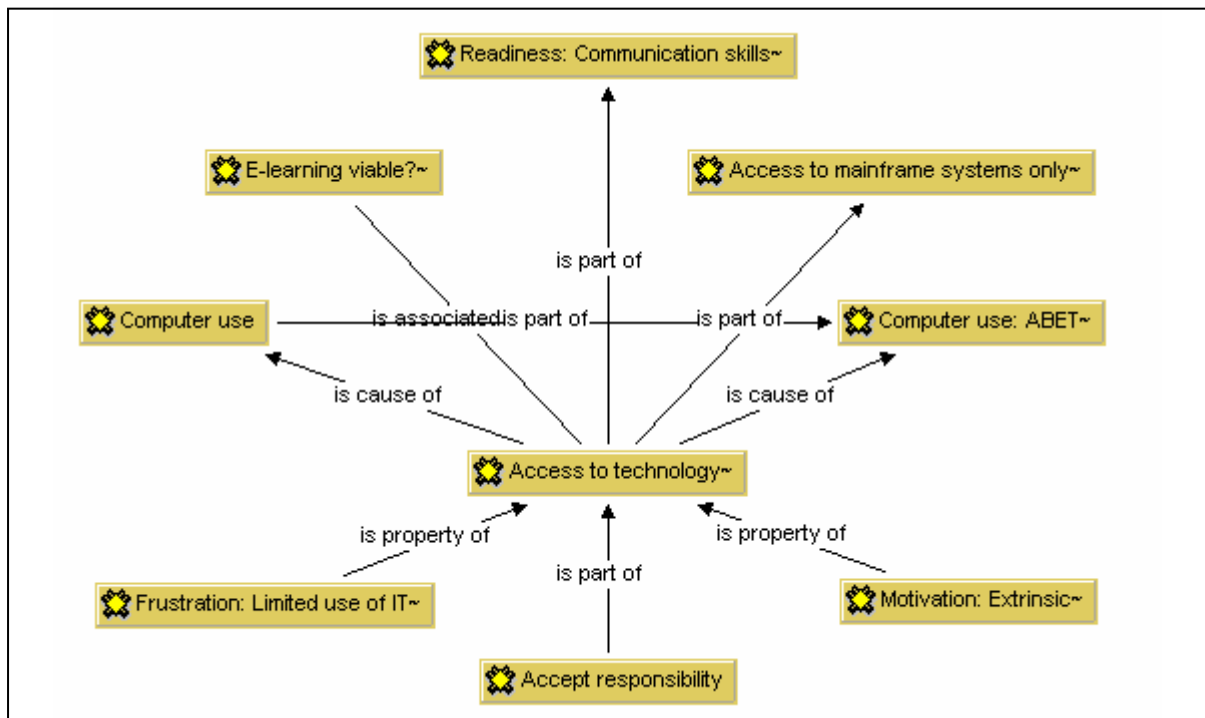 Readiness: Communication skills~
E-learning viable?~
Access to mainframe systems only~
is part of
Computer use
is associated
is part of
is part of
Computer use: ABET~
is cause of
is cause of
Access to technology~
is property of
is property of
is part of
Frustration: Limited use of IT~
Motivation: Extrinsic~
Accept responsibility